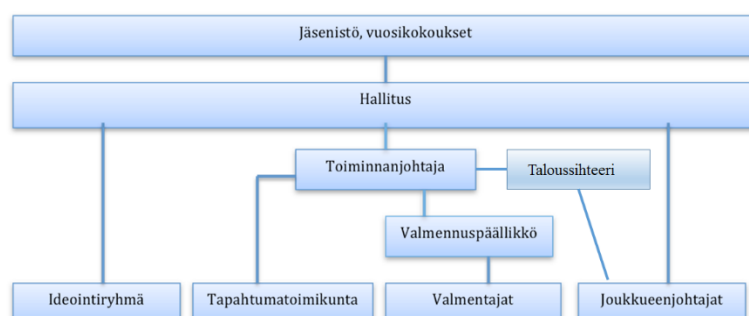 Jäsenistö, vuosikokoukset
Hallitus
Toiminnanjohtaja
Taloussihteeri
Valmennuspäällikkö
Ideointiryhmä
Tapahtumatoimikunta
Valmentajat
Joukkueenjohtajat